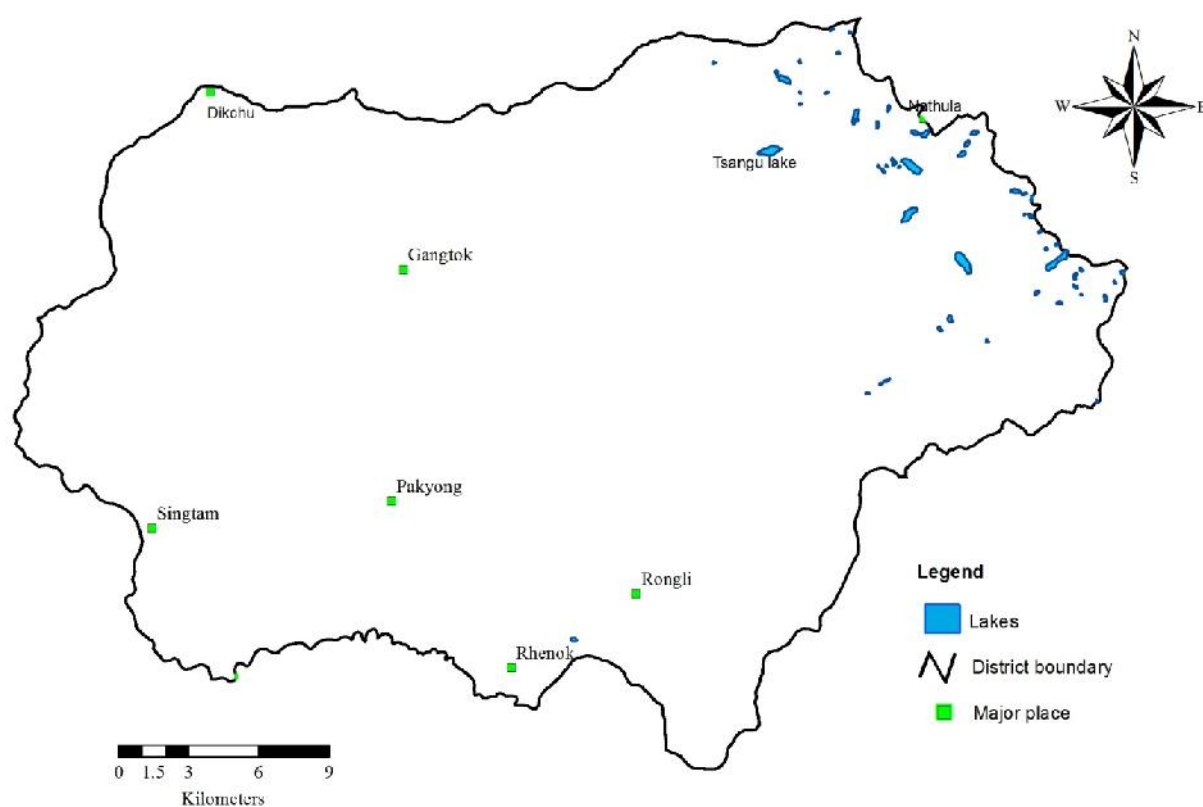 N
W E
S
Dikchu
Nathula
Tsangu lake
Gangtok
Pakyong
Singtam
Rongli
Rhenok
Legend
Lakes
District boundary
Major place
0 1.5 3 6 9
Kilometers